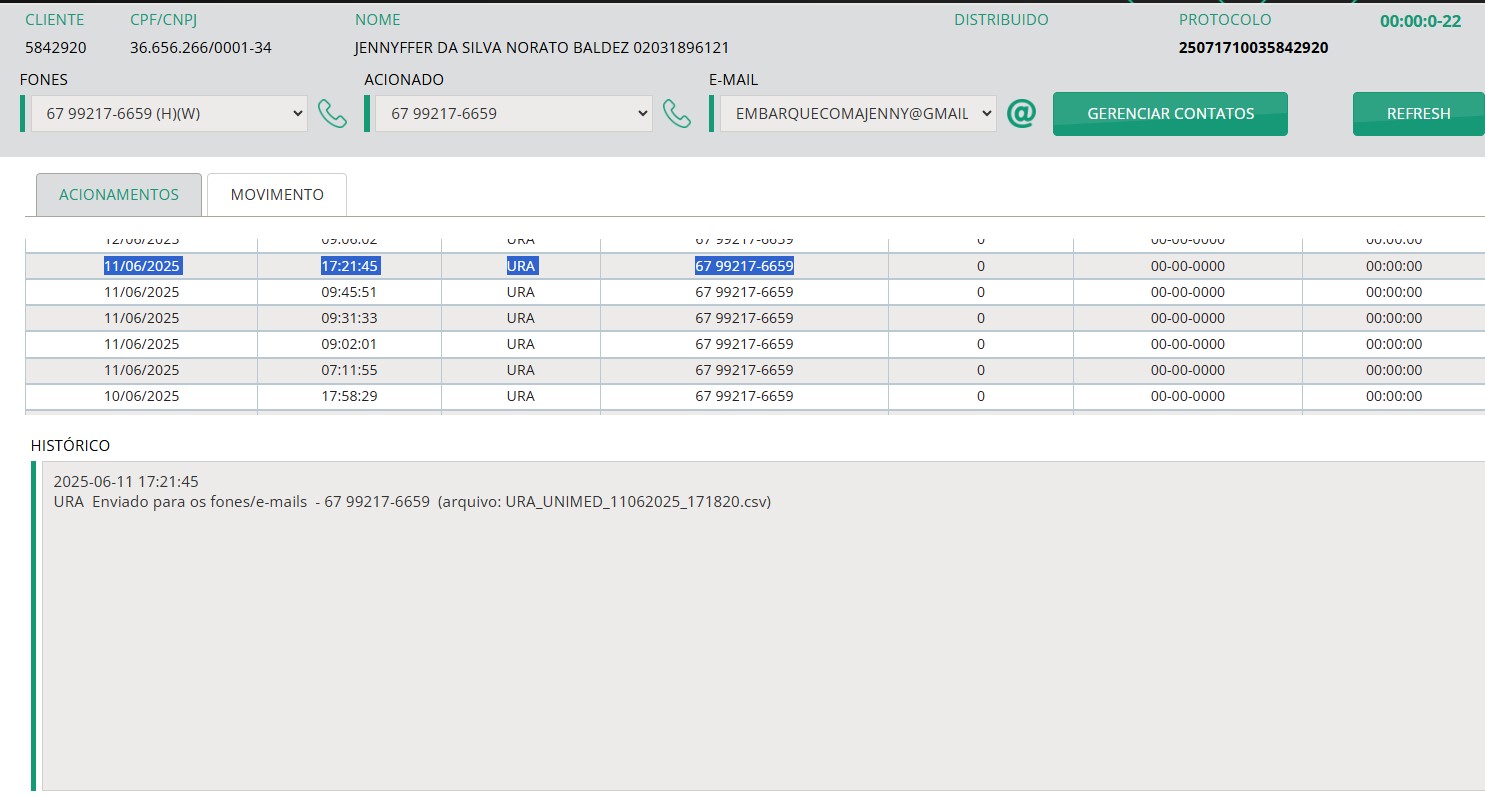 CLIENTE CPF/CNPJ NOME DISTRIBUIDO PROTOCOLO 00:00:0-22
5842920 36.656.266/0001-34 JENNYFFER DA SILVA NORATO BALDEZ 02031896121 25071710035842920
FONES ACIONADO E-MAIL
67 99217-6659 (H)(W) 67 99217-6659 EMBARQUECOMAJENNY@GMAIL @ GERENCIAR CONTATOS REFRESH
ACIONAMENTOS MOVIMENTO
12/06/2025 09:06:02 URA 67 99217-6659 0 00-00-0000 00:00:00
11/06/2025 17:21:45 URA 67 99217-6659 0 00-00-0000 00:00:00
11/06/2025 09:45:51 URA 67 99217-6659 0 00-00-0000 00:00:00
11/06/2025 09:31:33 URA 67 99217-6659 0 00-00-0000 00:00:00
11/06/2025 09:02:01 URA 67 99217-6659 0 00-00-0000 00:00:00
11/06/2025 07:11:55 URA 67 99217-6659 0 00-00-0000 00:00:00
10/06/2025 17:58:29 URA 67 99217-6659 0 00-00-0000 00:00:00
HISTÓRICO
2025-06-11 17:21:45
URA Enviado para os fones/e-mails - 67 99217-6659 (arquivo: URA_UNIMED_11062025_171820.csv)